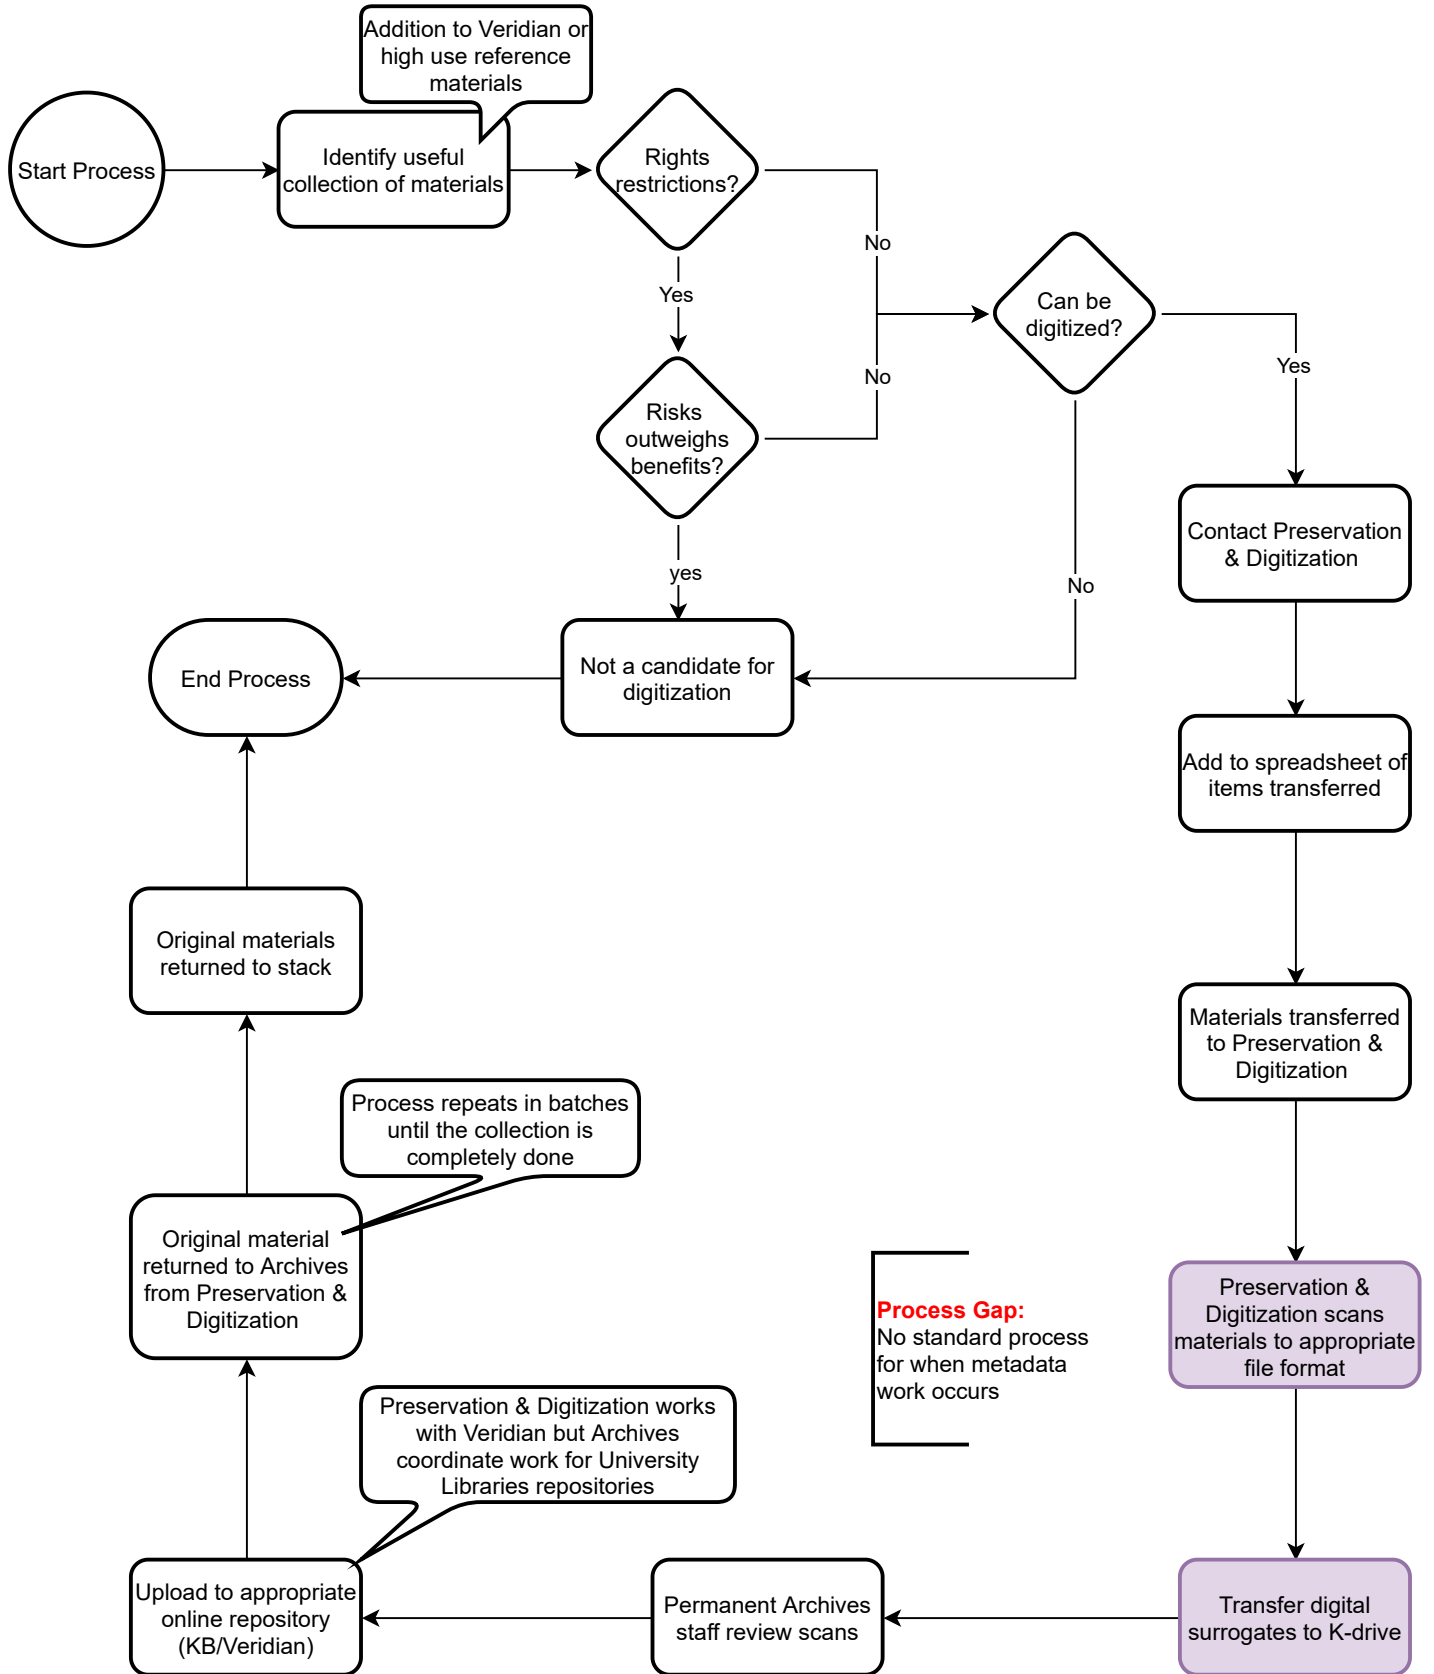 Addition to Veridian or
high use reference
materials
Start Process
Identify useful
collection of materials
Rights
restrictions?
No
Yes
Can be
digitized?
Yes
No
Risks
outweighs
benefits?
yes
No
Contact Preservation
& Digitization
End Process
Not a candidate for
digitization
Add to spreadsheet of
items transferred
Original materials
returned to stack
Materials transferred
to Preservation &
Digitization
Process repeats in batches
until the collection is
completely done
Original material
returned to Archives
from Preservation &
Digitization
Process Gap:
No standard process
for when metadata
work occurs
Preservation &
Digitization scans
materials to appropriate
file format
Preservation & Digitization works
with Veridian but Archives
coordinate work for University
Libraries repositories
Upload to appropriate
online repository
(KB/Veridian)
Permanent Archives
staff review scans
Transfer digital
surrogates to K-drive